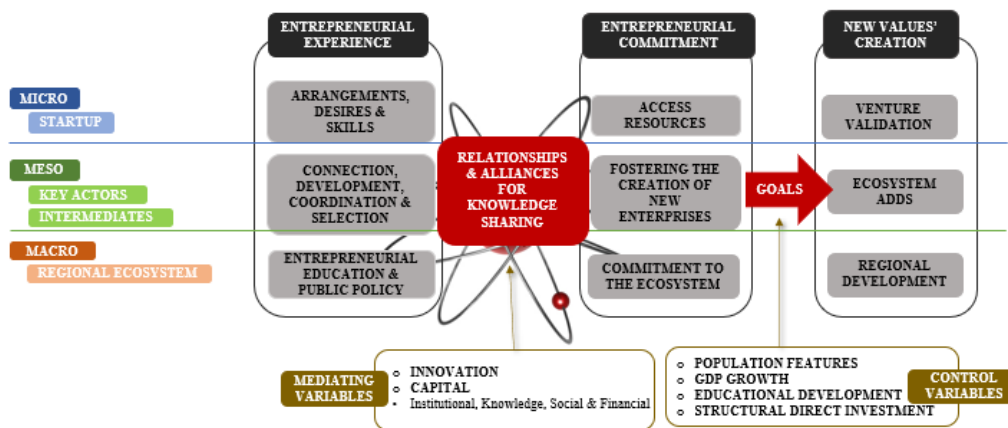 ENTREPRENEURIAL
EXPERIENCE
ENTREPRENEURIAL
COMMITMENT
NEW VALUES'
CREATION
MICRO
STARTUP
ARRANGEMENTS,
DESIRES &
SKILLS
ACCESS
RESOURCES
VENTURE
VALIDATION
MESO
KEY ACTORS
INTERMEDIATES
CONNECTION,
DEVELOPMENT,
COORDINATION &
SELECTION
RELATIONSHIPS
& ALLIANCES
FOR
KNOWLEDGE
SHARING
FOSTERING THE
CREATION OF
NEW
ENTERPRISES
GOALS
ECOSYSTEM
ADDS
MACRO
REGIONAL ECOSYSTEM
ENTREPRENEURIAL
EDUCATION &
PUBLIC POLICY
COMMITMENT TO
THE ECOSYSTEM
REGIONAL
DEVELOPMENT
MEDIATING
VARIABLES
o INNOVATION
o CAPITAL
• Institutional, Knowledge, Social & Financial
o POPULATION FEATURES
o GDP GROWTH
o EDUCATIONAL DEVELOPMENT
o STRUCTURAL DIRECT INVESTMENT
CONTROL
VARIABLES